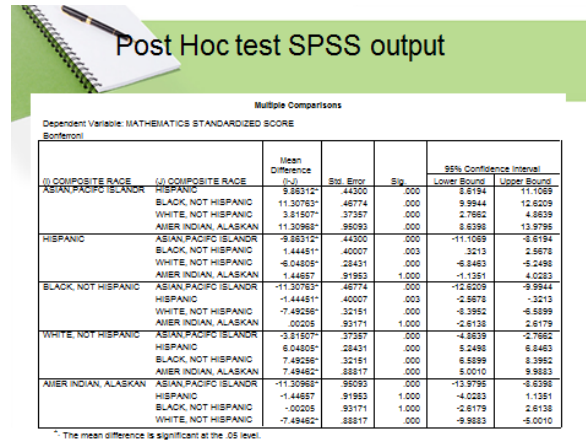 Post Hoc test SPSS output
Multiple Comparisons
Dependent Variable: MATHEMATICS STANDARDIZED SCORE
Bonferroni
Mean
Difference 95% Confidence Interval
(I) COMPOSITE RACE (J) COMPOSITE RACE (I-J) Std. Error Sig. Lower Bound Upper Bound
ASIAN,PACIFC ISLANDR HISPANIC 9.86312* .44300 .000 8.6194 11.1069
BLACK, NOT HISPANIC 11.30763* .46774 .000 9.9944 12.6209
WHITE, NOT HISPANIC 3.81507* .37357 .000 2.7662 4.8639
AMER INDIAN, ALASKAN 11.30968* .95093 .000 8.6398 13.9795
HISPANIC ASIAN,PACIFC ISLANDR -9.86312* .44300 .000 -11.1069 -8.6194
BLACK, NOT HISPANIC 1.44451* .40007 .003 .3213 2.5678
WHITE, NOT HISPANIC -6.04805* .28431 .000 -6.8463 -5.2498
AMER INDIAN, ALASKAN 1.44657 .91953 1.000 -1.1351 4.0283
BLACK, NOT HISPANIC ASIAN,PACIFC ISLANDR -11.30763* .46774 .000 -12.6209 -9.9944
HISPANIC -1.44451* .40007 .003 -2.5678 -.3213
WHITE, NOT HISPANIC -7.49256* .32151 .000 -8.3952 -6.5899
AMER INDIAN, ALASKAN .00205 .93171 1.000 -2.6138 2.6179
WHITE, NOT HISPANIC ASIAN,PACIFC ISLANDR -3.81507* .37357 .000 -4.8639 -2.7662
HISPANIC 6.04805* .28431 .000 5.2498 6.8463
BLACK, NOT HISPANIC 7.49256* .32151 .000 6.5899 8.3952
AMER INDIAN, ALASKAN 7.49462* .88817 .000 5.0010 9.9883
AMER INDIAN, ALASKAN ASIAN,PACIFC ISLANDR -11.30968* .95093 .000 -13.9795 -8.6398
HISPANIC -1.44657 .91953 1.000 -4.0283 1.1351
BLACK, NOT HISPANIC -.00205 .93171 1.000 -2.6179 2.6138
WHITE, NOT HISPANIC -7.49462* .88817 .000 -9.9883 -5.0010
*. The mean difference is significant at the .05 level.